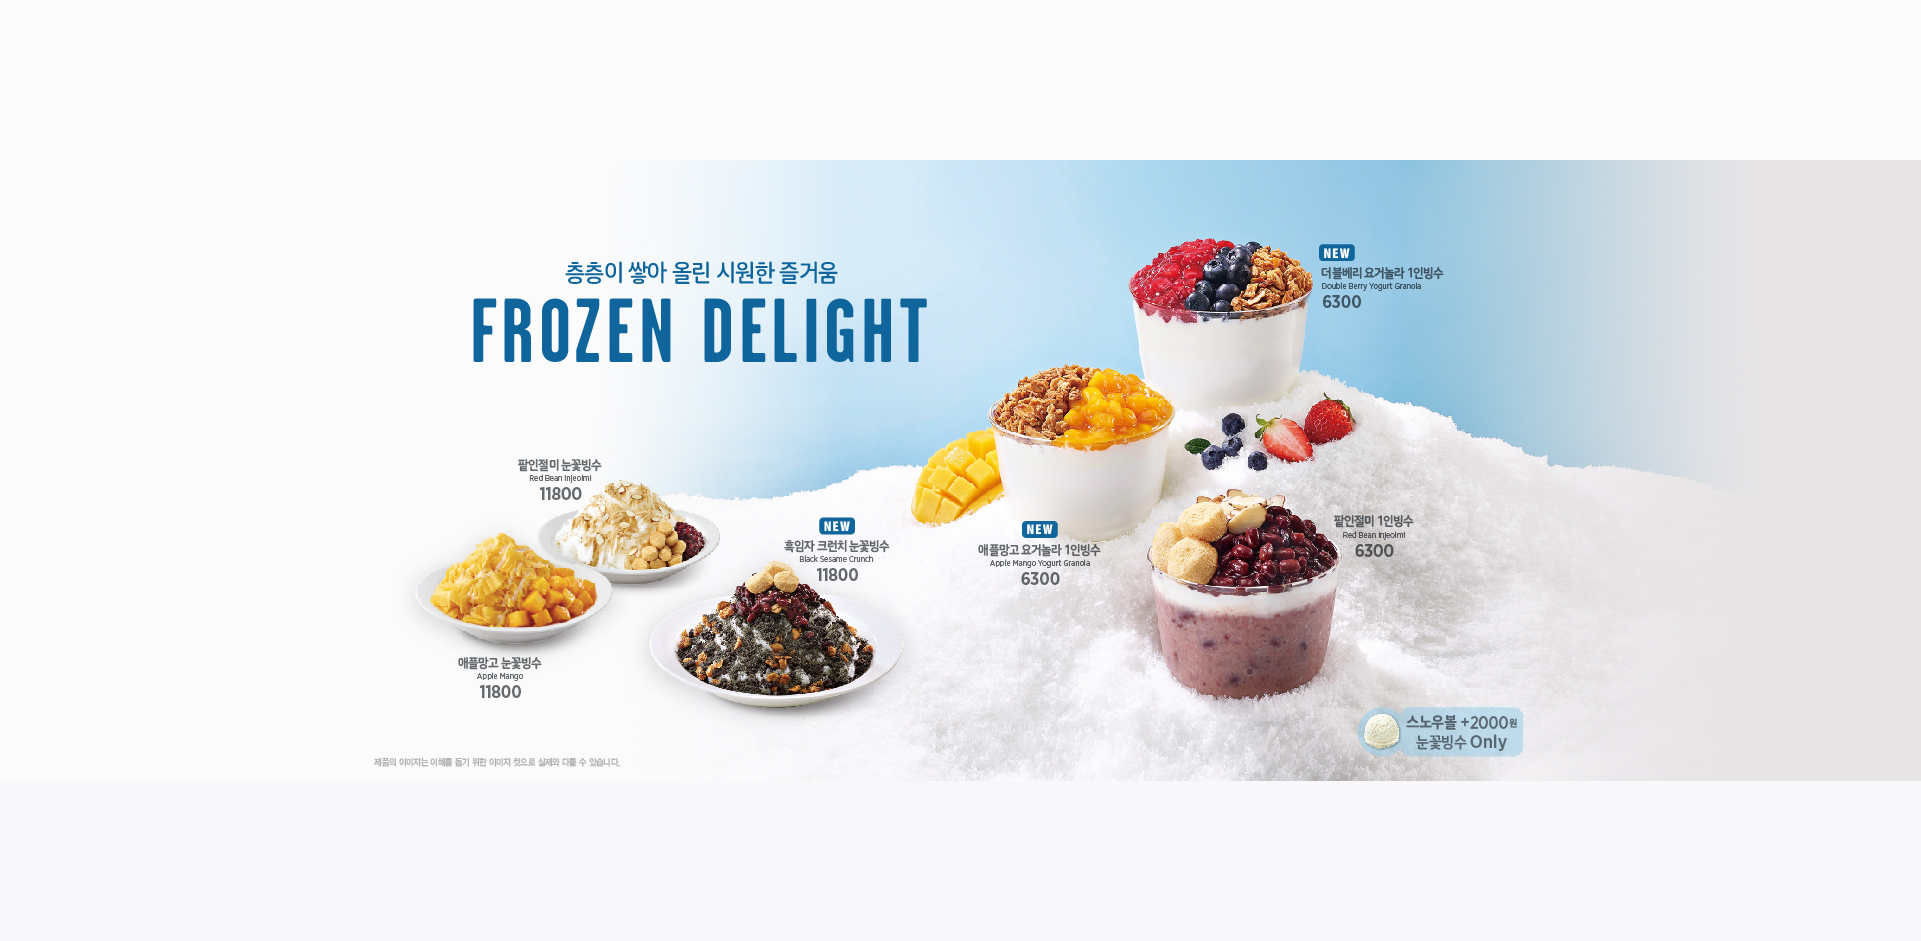 층층이 쌓아 올린 시원한 즐거움
FROZEN DELIGHT
NEW
더블베리 요거놀라 1인빙수
Double Berry Yogurt Granola
6300
팥인절미 눈꽃빙수
Red Bean Injeolmi
11800
NEW
흑임자 크런치 눈꽃빙수
Black Sesame Crunch
11800
NEW
애플망고 요거놀라 1인빙수
Apple Mango Yogurt Granola
6300
팥인절미 1인빙수
Red Bean Injeolmi
6300
애플망고 눈꽃빙수
Apple Mango
11800
스노우볼 +2000원
눈꽃빙수 Only
제품의 이미지는 이해를 돕기 위한 이미지 컷으로 실제와 다를 수 있습니다.